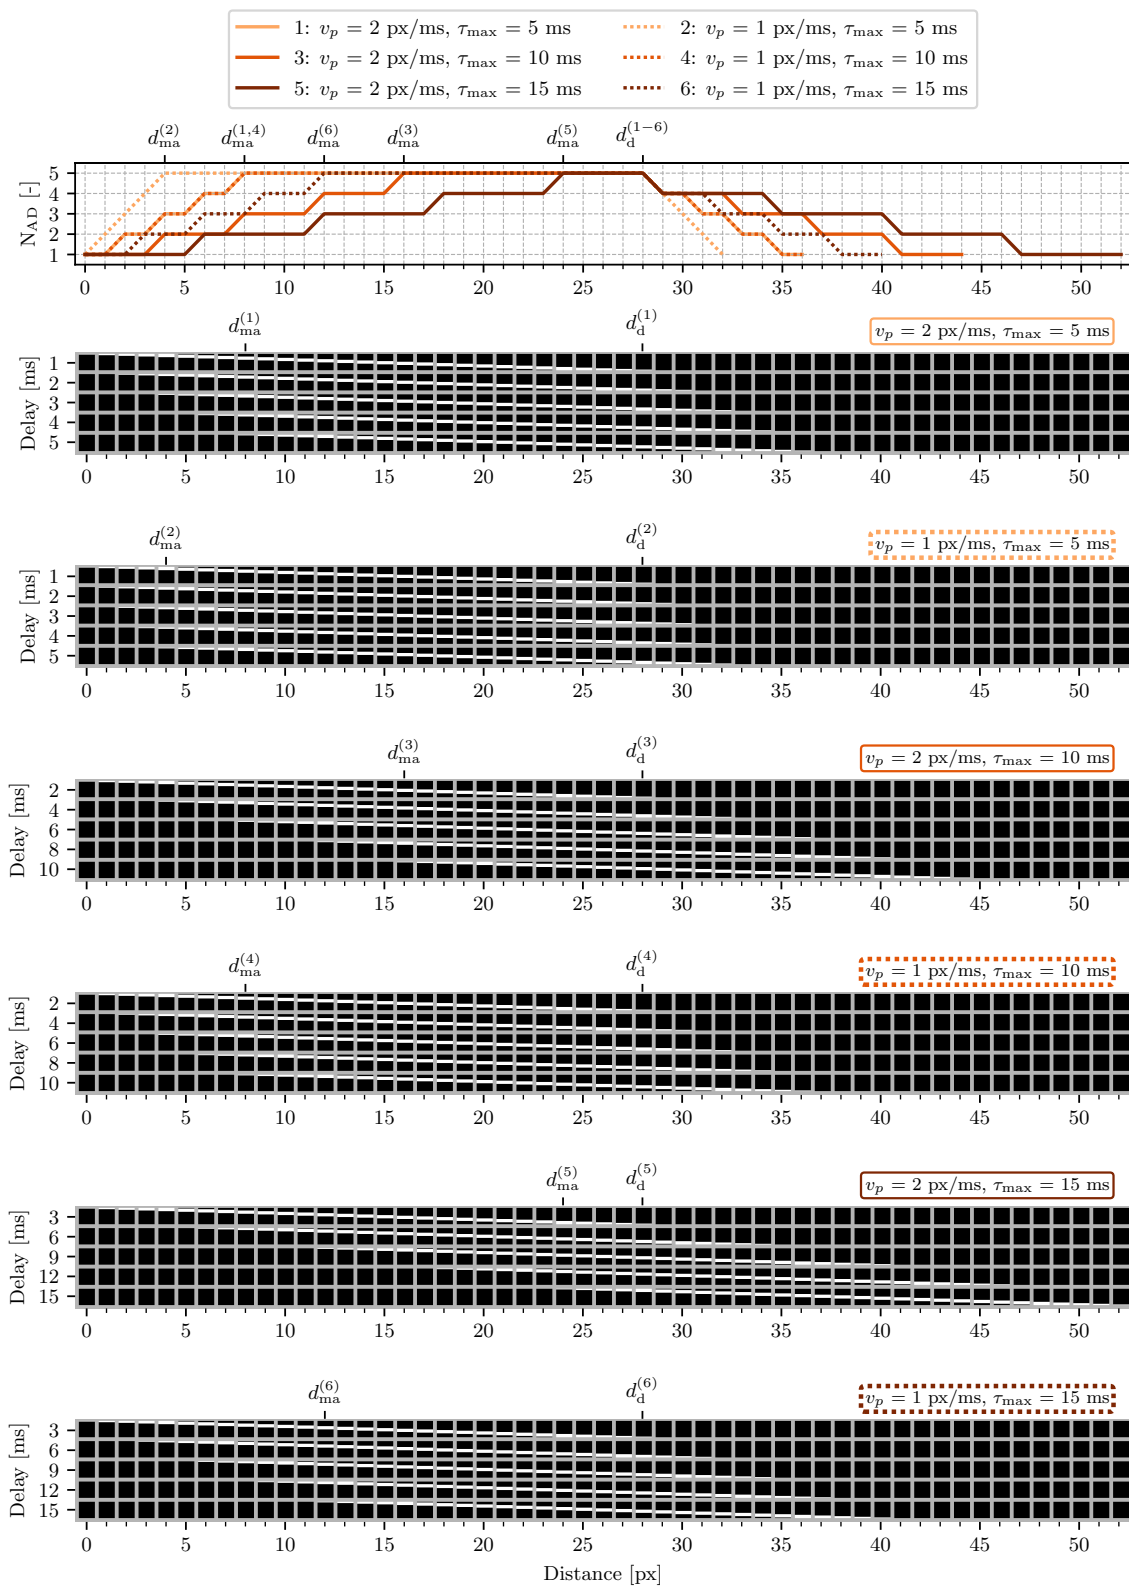 1: v_p = 2 px/ms, τ_max = 5 ms 2: v_p = 1 px/ms, τ_max = 5 ms
3: v_p = 2 px/ms, τ_max = 10 ms 4: v_p = 1 px/ms, τ_max = 10 ms
5: v_p = 2 px/ms, τ_max = 15 ms 6: v_p = 1 px/ms, τ_max = 15 ms
d_ma^(2) d_ma^(1,4) d_ma^(6) d_ma^(3) d_ma^(5) d_d^(1−6)
N_AD [-]
5
4
3
2
1
0 5 10 15 20 25 30 35 40 45 50
d_ma^(1) d_d^(1) v_p = 2 px/ms, τ_max = 5 ms
Delay [ms]
1
2
3
4
5
0 5 10 15 20 25 30 35 40 45 50
d_ma^(2) d_d^(2) v_p = 1 px/ms, τ_max = 5 ms
Delay [ms]
1
2
3
4
5
0 5 10 15 20 25 30 35 40 45 50
d_ma^(3) d_d^(3) v_p = 2 px/ms, τ_max = 10 ms
Delay [ms]
2
4
6
8
10
0 5 10 15 20 25 30 35 40 45 50
d_ma^(4) d_d^(4) v_p = 1 px/ms, τ_max = 10 ms
Delay [ms]
2
4
6
8
10
0 5 10 15 20 25 30 35 40 45 50
d_ma^(5) d_d^(5) v_p = 2 px/ms, τ_max = 15 ms
Delay [ms]
3
6
9
12
15
0 5 10 15 20 25 30 35 40 45 50
d_ma^(6) d_d^(6) v_p = 1 px/ms, τ_max = 15 ms
Delay [ms]
3
6
9
12
15
0 5 10 15 20 25 30 35 40 45 50
Distance [px]